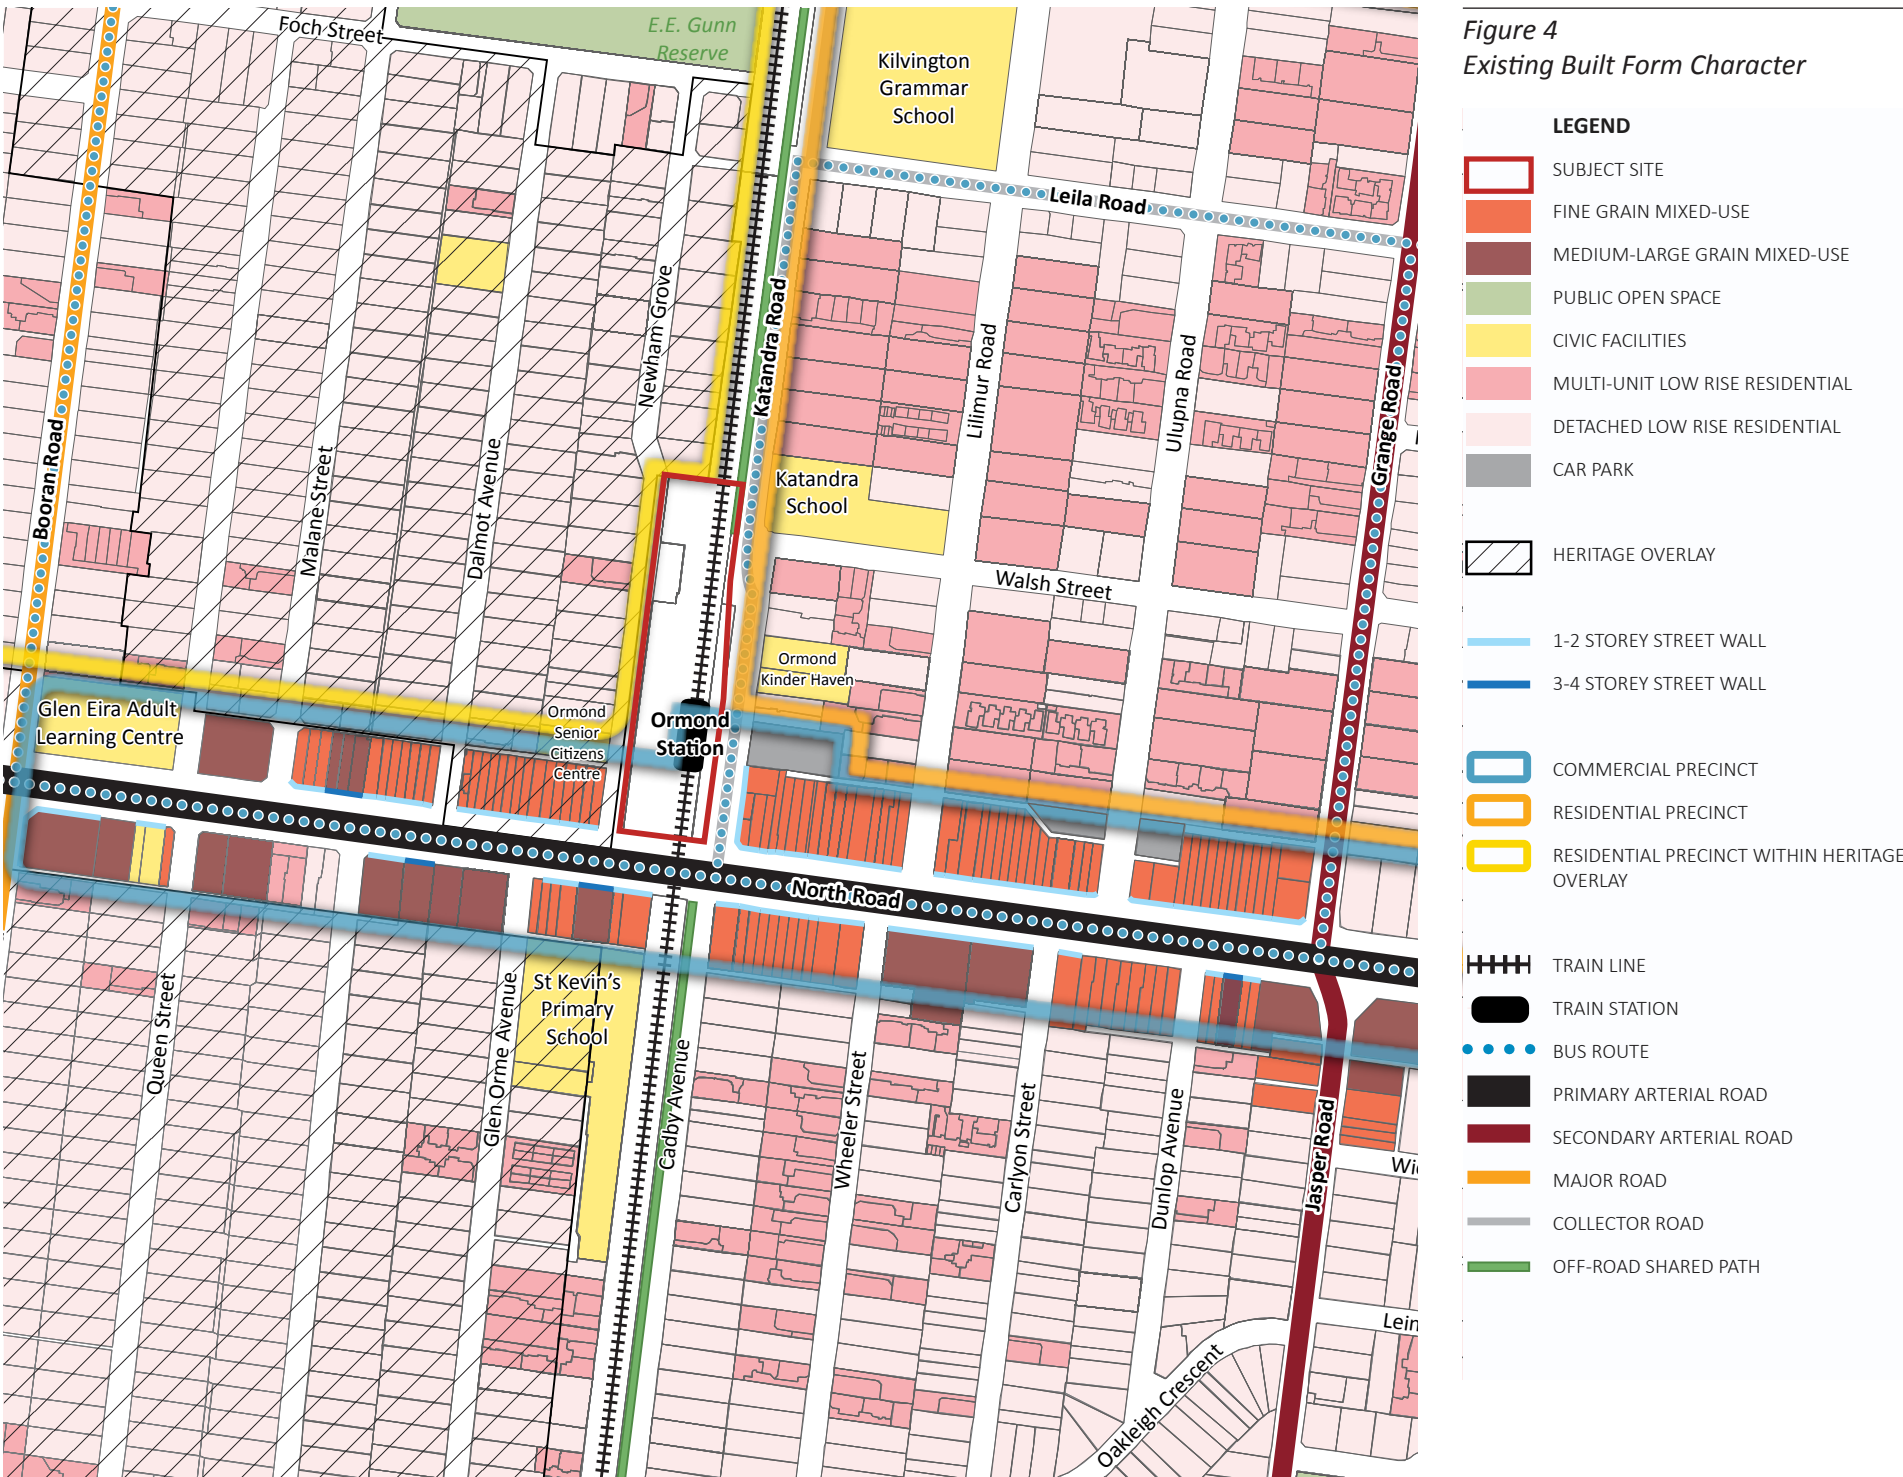 Figure 4
Existing Built Form Character
LEGEND
SUBJECT SITE
FINE GRAIN MIXED-USE
MEDIUM-LARGE GRAIN MIXED-USE
PUBLIC OPEN SPACE
CIVIC FACILITIES
MULTI-UNIT LOW RISE RESIDENTIAL
DETACHED LOW RISE RESIDENTIAL
CAR PARK
HERITAGE OVERLAY
1-2 STOREY STREET WALL
3-4 STOREY STREET WALL
COMMERCIAL PRECINCT
RESIDENTIAL PRECINCT
RESIDENTIAL PRECINCT WITHIN HERITAGE
OVERLAY
TRAIN LINE
TRAIN STATION
BUS ROUTE
PRIMARY ARTERIAL ROAD
SECONDARY ARTERIAL ROAD
MAJOR ROAD
COLLECTOR ROAD
OFF-ROAD SHARED PATH
Foch Street
E.E. Gunn
Reserve
Kilvington
Grammar
School
Leila Road
Newham Grove
Katandra Road
Lilimur Road
Ulupna Road
Grange Road
Booran Road
Malane Street
Dalmot Avenue
Katandra
School
Walsh Street
Ormond
Kinder Haven
Glen Eira Adult
Learning Centre
Ormond
Senior
Citizens
Centre
Ormond
Station
North Road
St Kevin's
Primary
School
Queen Street
Glen Orme Avenue
Cadby Avenue
Wheeler Street
Carlyon Street
Dunlop Avenue
Jasper Road
Wi
Lein
Oakleigh Crescent